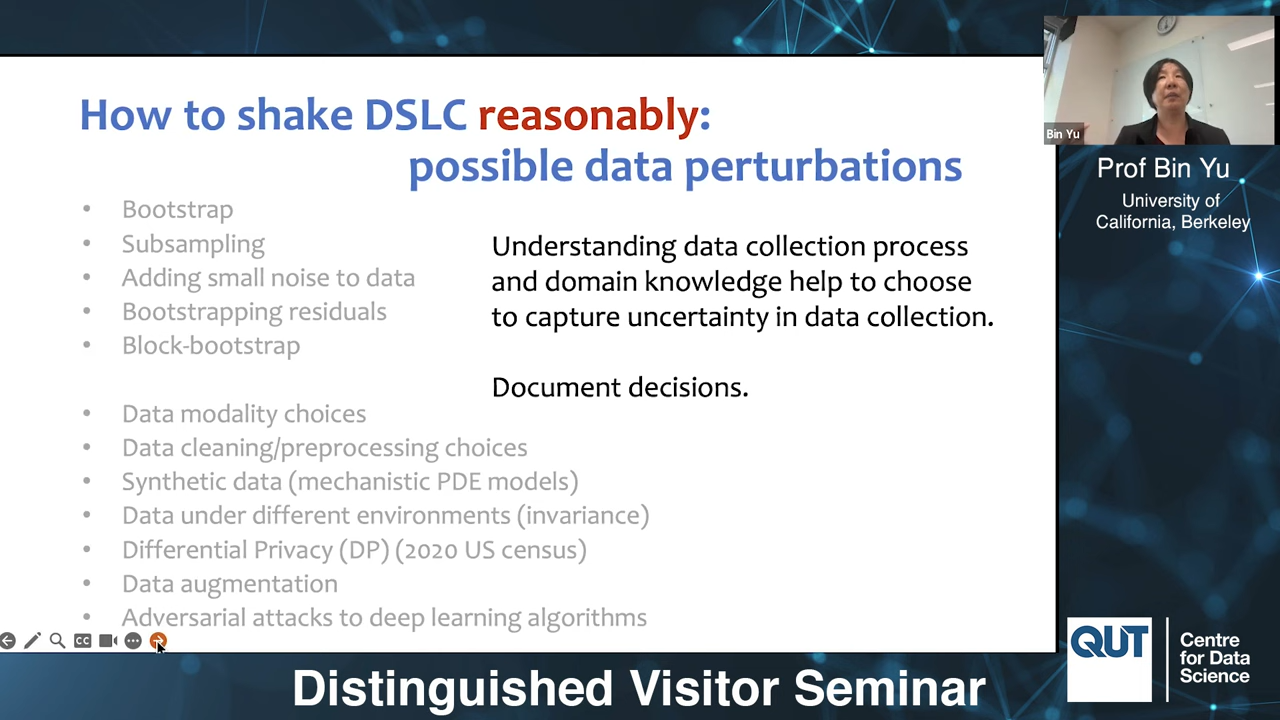 How to shake DSLC reasonably:
possible data perturbations
• Bootstrap
• Subsampling
• Adding small noise to data
• Bootstrapping residuals
• Block-bootstrap
• Data modality choices
• Data cleaning/preprocessing choices
• Synthetic data (mechanistic PDE models)
• Data under different environments (invariance)
• Differential Privacy (DP) (2020 US census)
• Data augmentation
• Adversarial attacks to deep learning algorithms
Understanding data collection process
and domain knowledge help to choose
to capture uncertainty in data collection.
Document decisions.
CC
Bin Yu
Prof Bin Yu
University of
California, Berkeley
QUT
Centre
for Data
Science
Distinguished Visitor Seminar